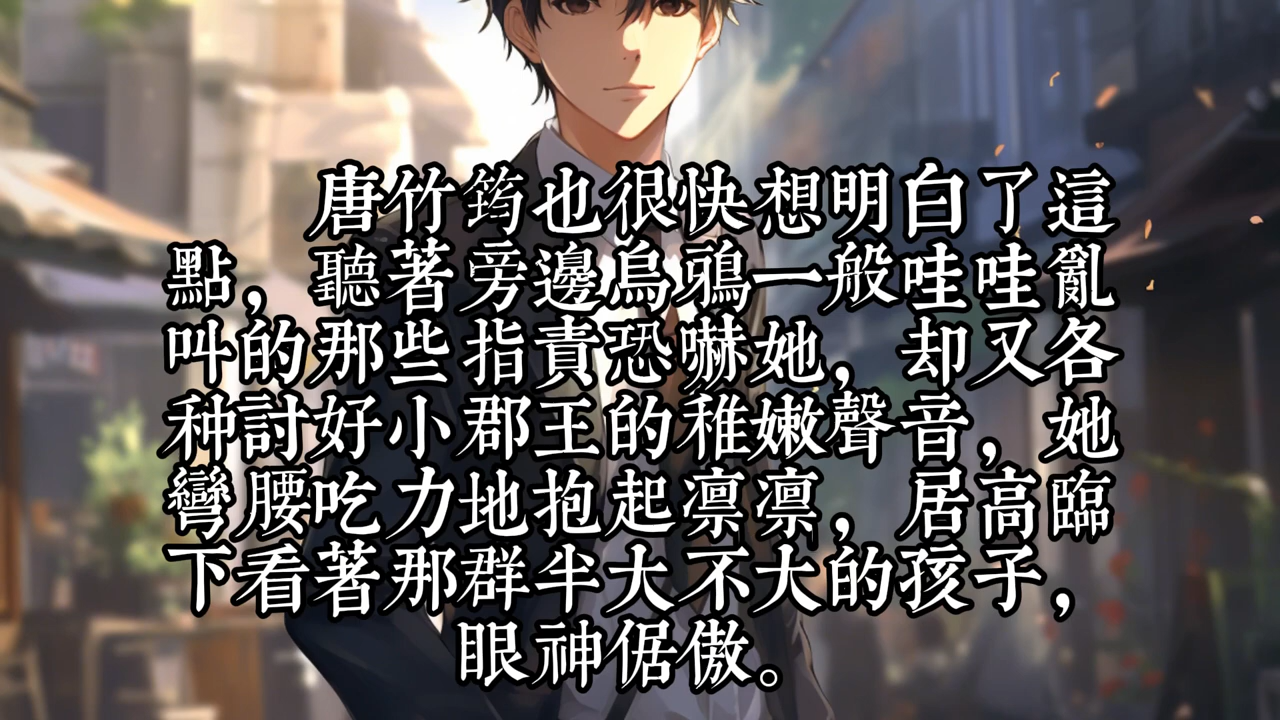 唐竹筠也很快想明白了這
點，聽著旁邊烏鴉一般哇哇亂
叫的那些指責恐嚇她，却又各
种討好小郡王的稚嫩聲音，她
彎腰吃力地抱起凛凛，居高臨
下看著那群半大不大的孩子，
眼神倨傲。